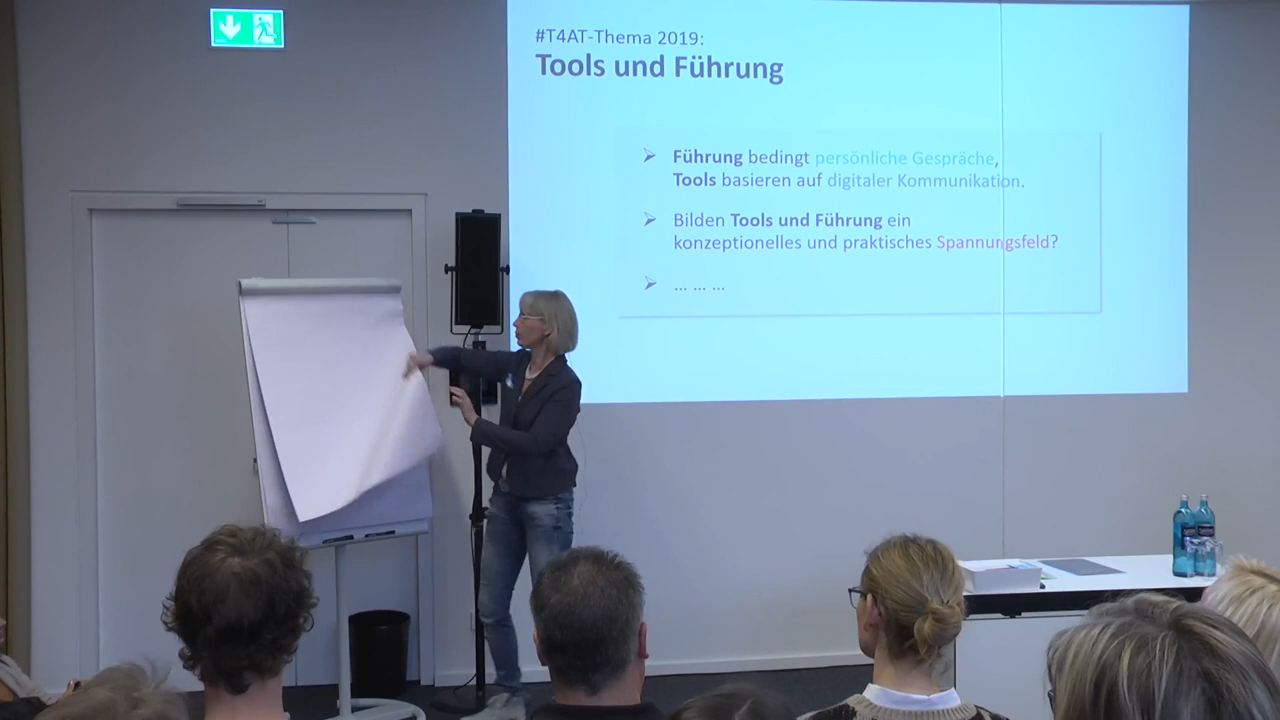 #T4AT-Thema 2019:
Tools und Führung
Führung bedingt persönliche Gespräche,
Tools basieren auf digitaler Kommunikation.
Bilden Tools und Führung ein
konzeptionelles und praktisches Spannungsfeld?
... ... ...